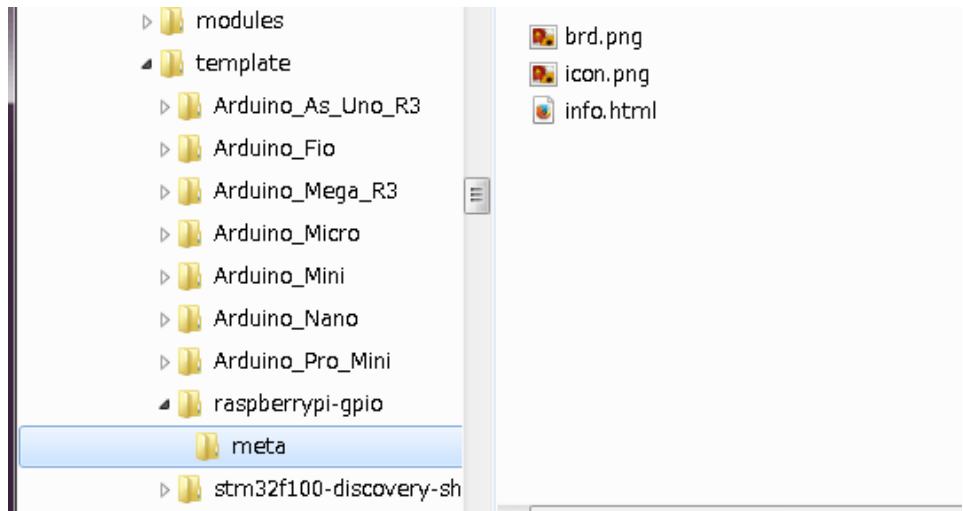 modules
template
Arduino_As_Uno_R3
Arduino_Fio
Arduino_Mega_R3
Arduino_Micro
Arduino_Mini
Arduino_Nano
Arduino_Pro_Mini
raspberrypi-gpio
meta
stm32f100-discovery-sh
brd.png
icon.png
info.html